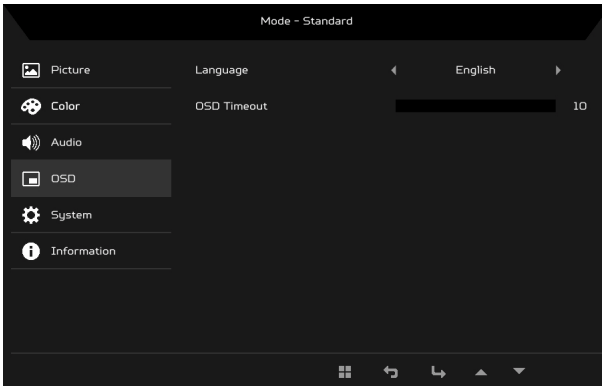 Mode - Standard
Picture
Language English
Color
OSD Timeout 10
Audio
OSD
System
Information